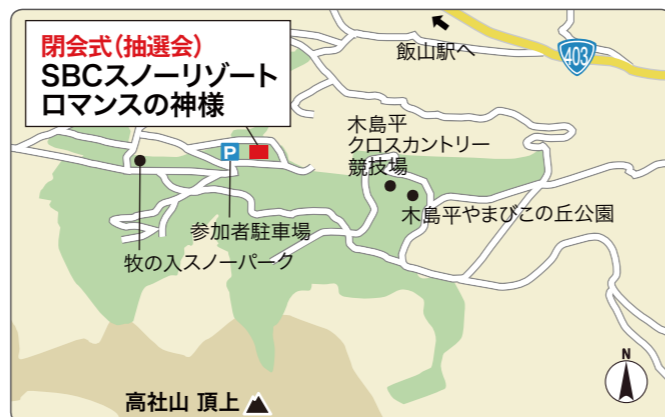 閉会式(抽選会)
SBCスノーリゾート
ロマンスの神様
飯山駅へ
403
木島平
クロスカントリー
競技場
P
木島平やまびこの丘公園
参加者駐車場
牧の入スノーパーク
N
高社山 頂上